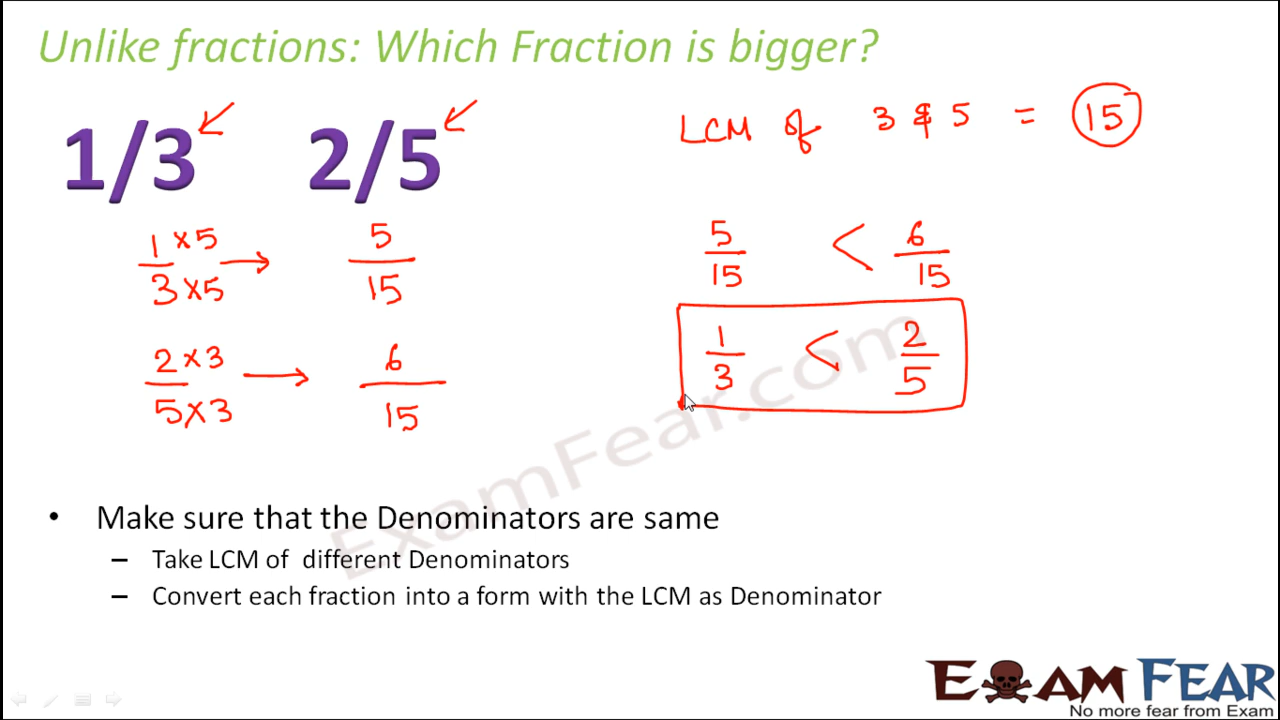 Unlike fractions: Which Fraction is bigger?
1/3 2/5
LCM of 3 & 5 = 15
1 ×5 / 3 ×5 → 5/15
2 ×3 / 5 ×3 → 6/15
5/15 < 6/15
1/3 < 2/5
ExamFear.com
• Make sure that the Denominators are same
– Take LCM of different Denominators
– Convert each fraction into a form with the LCM as Denominator
EXAM FEAR
No more fear from Exam